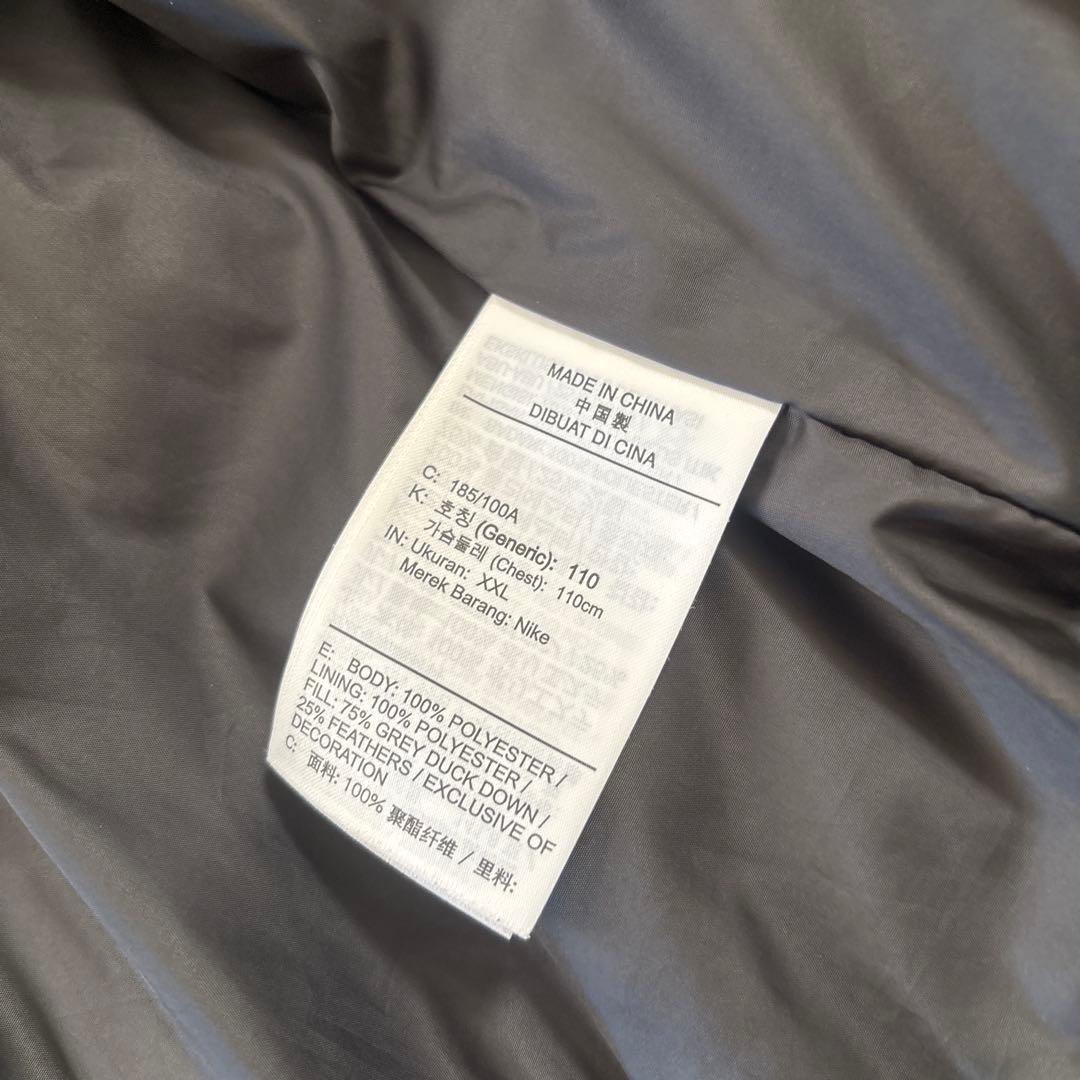 MADE IN CHINA
中国製
DIBUAT DI CINA
C: 185/100A
K: 호칭 (Generic): 110
가슴둘레 (Chest): 110cm
IN: Ukuran: XXL
Merek Barang: Nike
E: BODY: 100% POLYESTER /
LINING: 100% POLYESTER /
FILL: 75% GREY DUCK DOWN /
25% FEATHERS / EXCLUSIVE OF
DECORATION
C: 面料: 100% 聚酯纤维 / 里料: